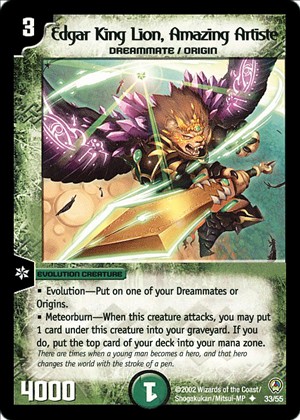 3
Edgar King Lion, Amazing Artiste
DREAMMATE / ORIGIN
EVOLUTION CREATURE
▪ Evolution—Put on one of your Dreammates or
Origins.
▪ Meteorburn—When this creature attacks, you may put
1 card under this creature into your graveyard. If you
do, put the top card of your deck into your mana zone.
There are times when a young man becomes a hero, and that hero
changes the world with the stroke of a pen.
4000
1
©2002 Wizards of the Coast/
Shogakukan/Mitsui-MP ♦ 33/55